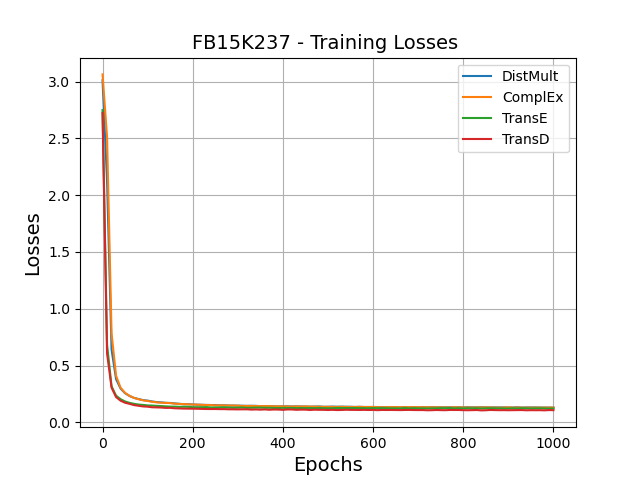 FB15K237 - Training Losses
DistMult
ComplEx
TransE
TransD
Losses
3.0
2.5
2.0
1.5
1.0
0.5
0.0
0
200
400
600
800
1000
Epochs